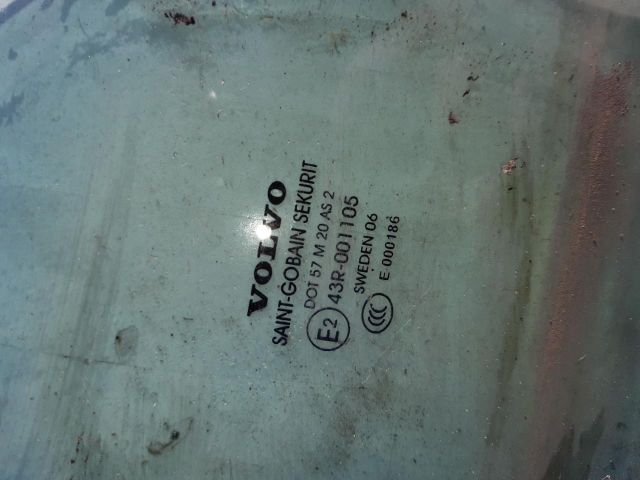 VOLVO
SAINT-GOBAIN SEKURIT
DOT 57 M 20 AS 2
E2 43R-001105
SWEDEN 06
CCC E 000186